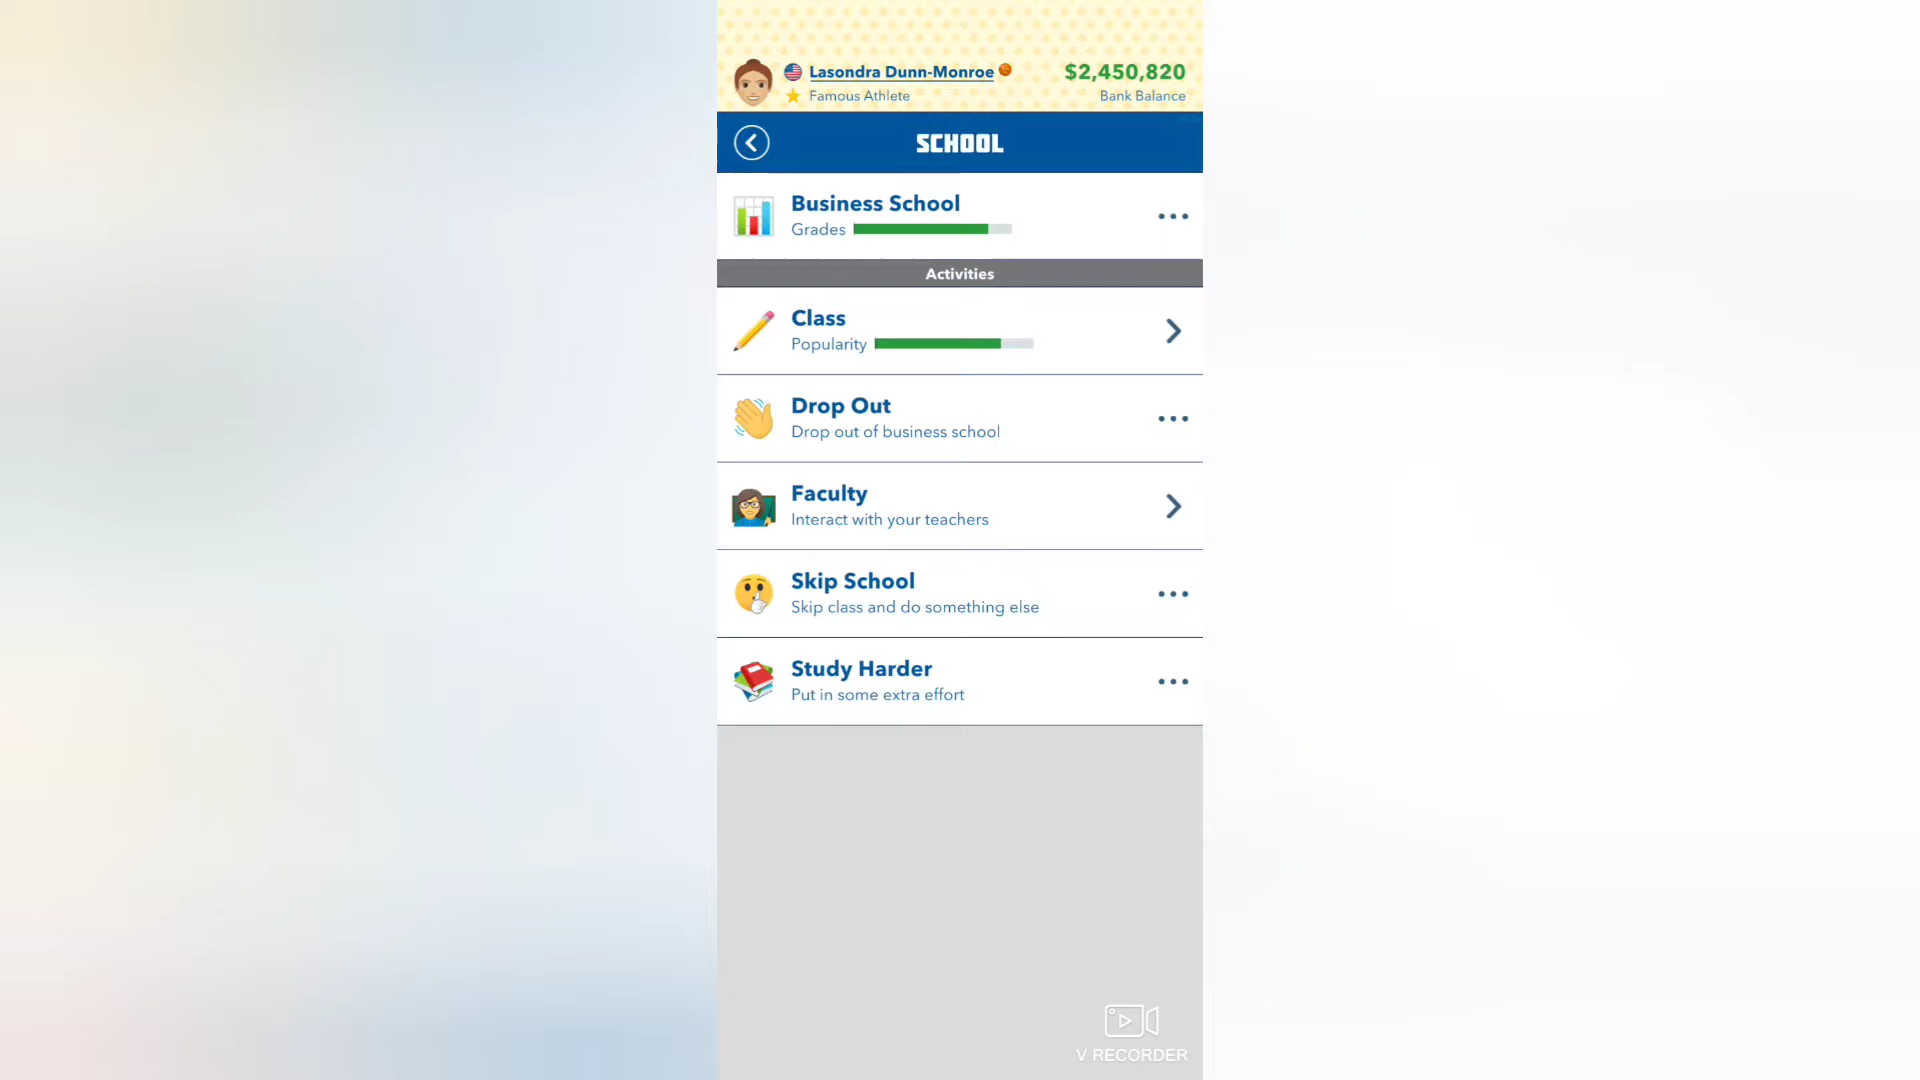 Lasondra Dunn-Monroe
$2,450,820
Famous Athlete
Bank Balance
SCHOOL
Business School
Grades
Activities
Class
Popularity
Drop Out
Drop out of business school
Faculty
Interact with your teachers
Skip School
Skip class and do something else
Study Harder
Put in some extra effort
V RECORDER